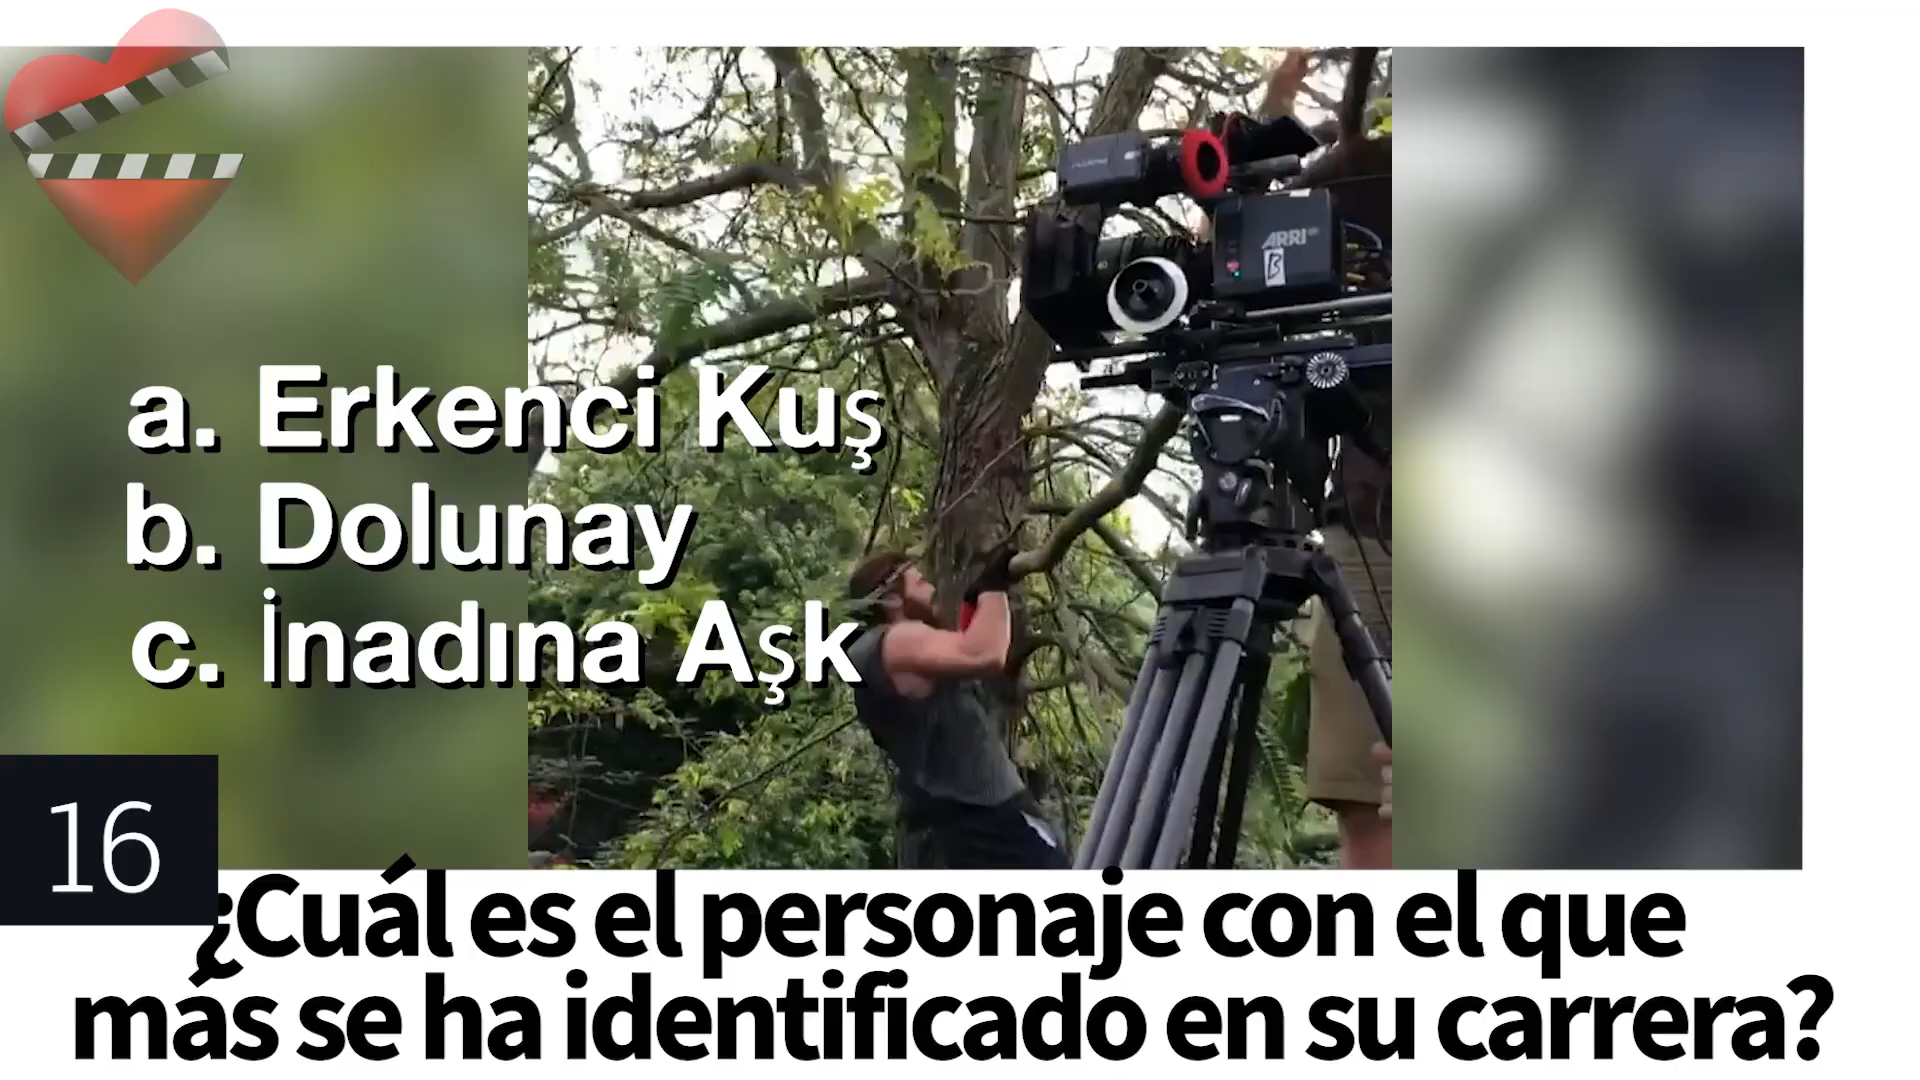 ARRI
B
a. Erkenci Kuş
b. Dolunay
c. İnadına Aşk
16
¿Cuál es el personaje con el que
más se ha identificado en su carrera?